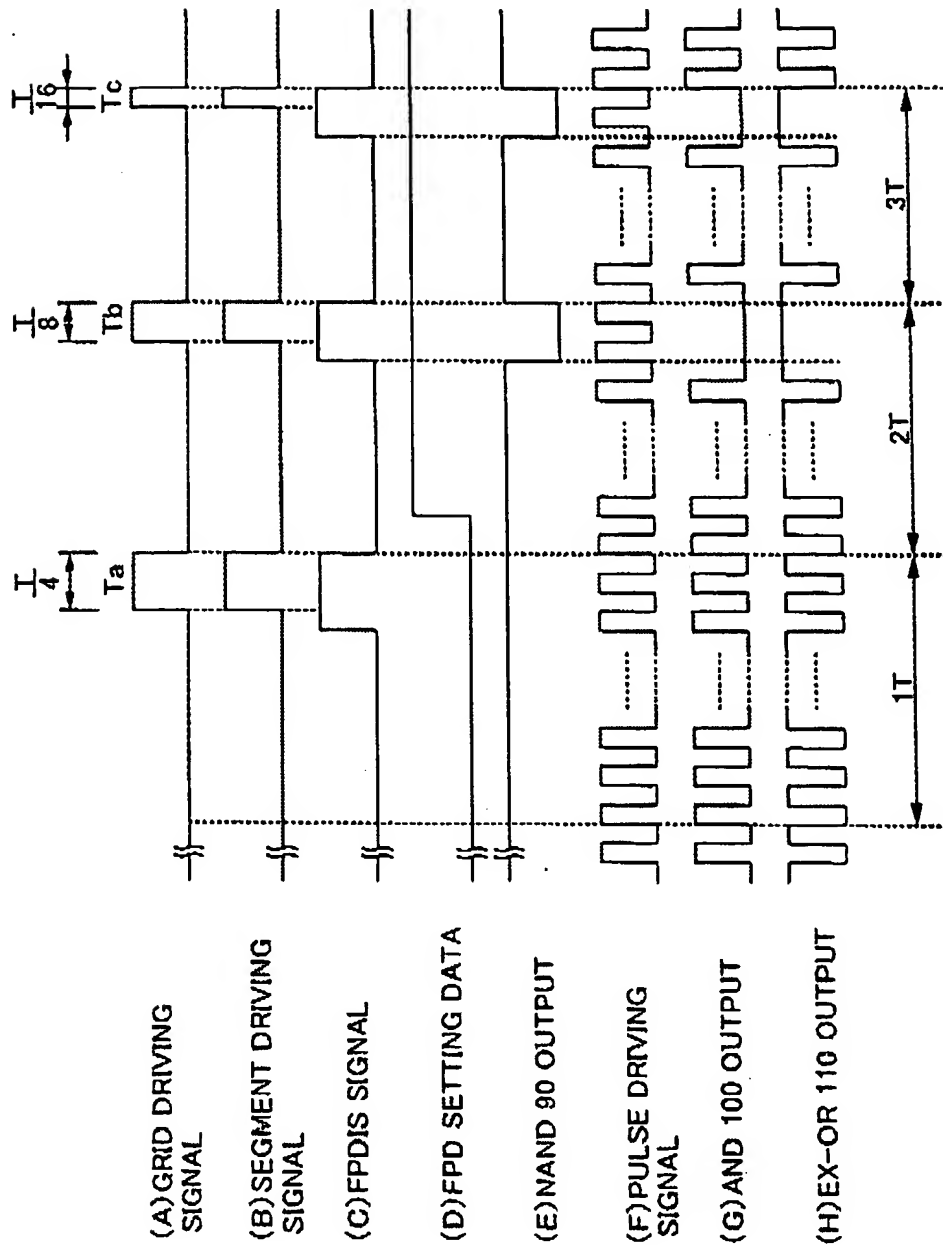 T/4
T/8
T/16
Ta
Tb
Tc
(A)GRID DRIVING
SIGNAL
(B)SEGMENT DRIVING
SIGNAL
(C)FPDIS SIGNAL
(D)FPD SETTING DATA
(E)NAND 90 OUTPUT
(F)PULSE DRIVING
SIGNAL
(G)AND 100 OUTPUT
(H)EX-OR 110 OUTPUT
1T
2T
3T